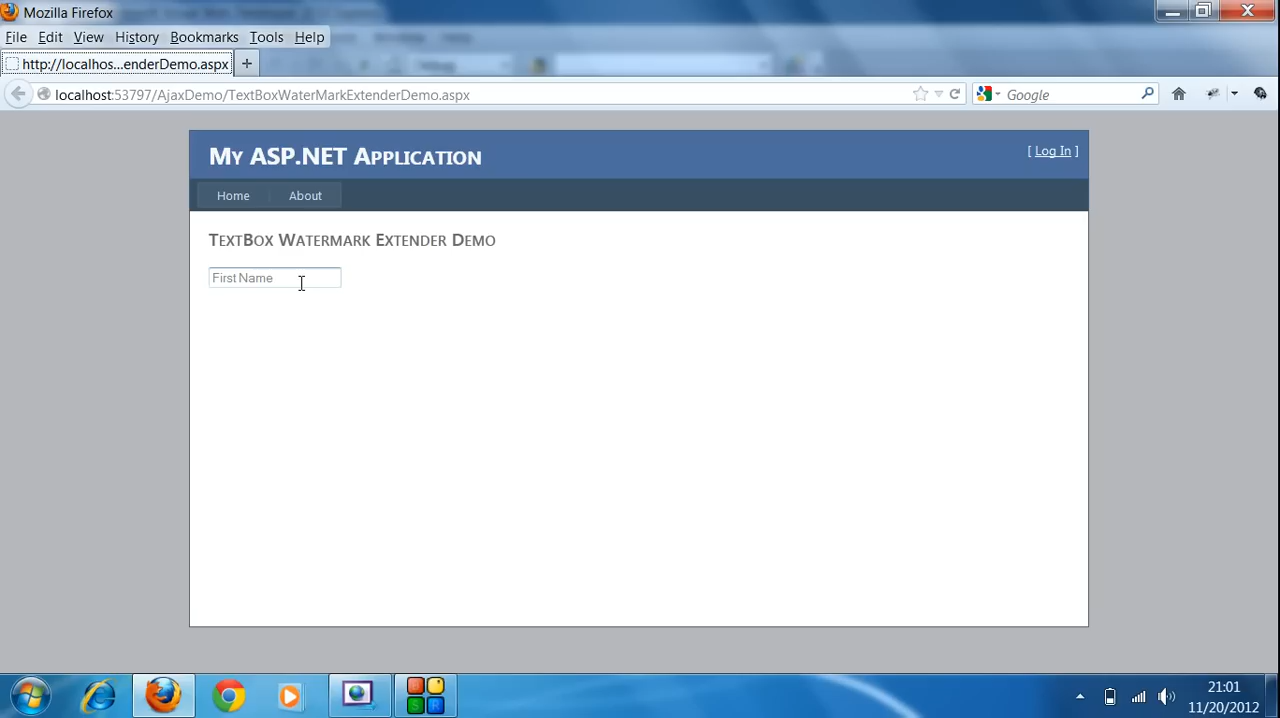 Mozilla Firefox
File Edit View History Bookmarks Tools Help
http://localhos...enderDemo.aspx
localhost:53797/AjaxDemo/TextBoxWaterMarkExtenderDemo.aspx
Google
My ASP.NET Application
[ Log In ]
Home About
TextBox Watermark Extender Demo
First Name
S R
21:01
11/20/2012